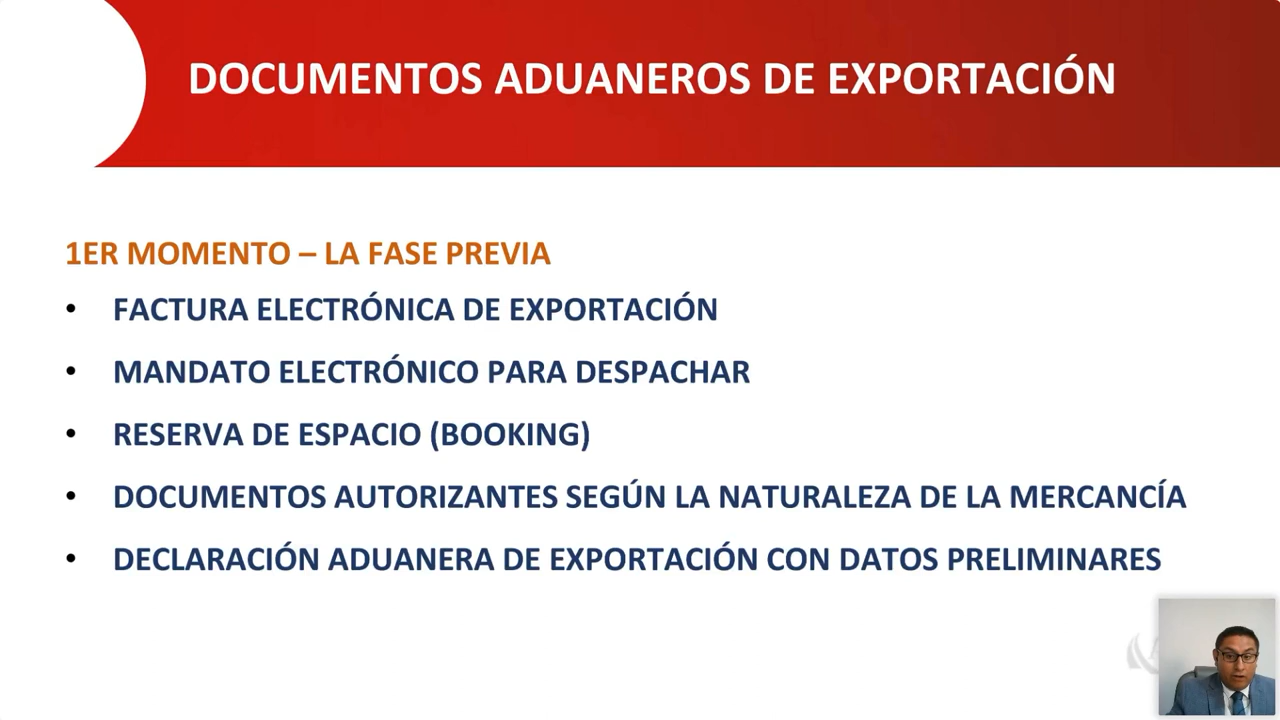 DOCUMENTOS ADUANEROS DE EXPORTACIÓN
1ER MOMENTO – LA FASE PREVIA
• FACTURA ELECTRÓNICA DE EXPORTACIÓN
• MANDATO ELECTRÓNICO PARA DESPACHAR
• RESERVA DE ESPACIO (BOOKING)
• DOCUMENTOS AUTORIZANTES SEGÚN LA NATURALEZA DE LA MERCANCÍA
• DECLARACIÓN ADUANERA DE EXPORTACIÓN CON DATOS PRELIMINARES